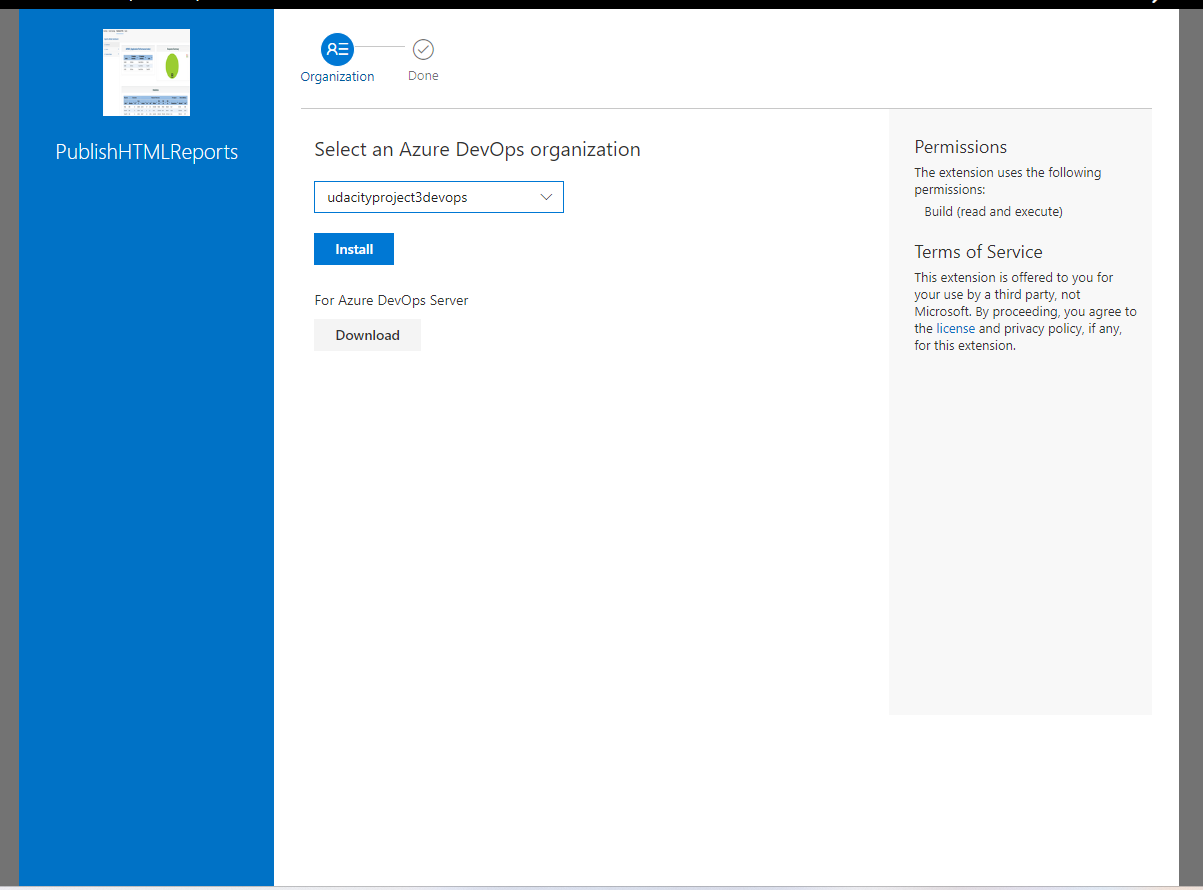 PublishHTMLReports
Organization
Done
Select an Azure DevOps organization
udacityproject3devops
Install
For Azure DevOps Server
Download
Permissions
The extension uses the following
permissions:
Build (read and execute)
Terms of Service
This extension is offered to you for
your use by a third party, not
Microsoft. By proceeding, you agree to
the license and privacy policy, if any,
for this extension.